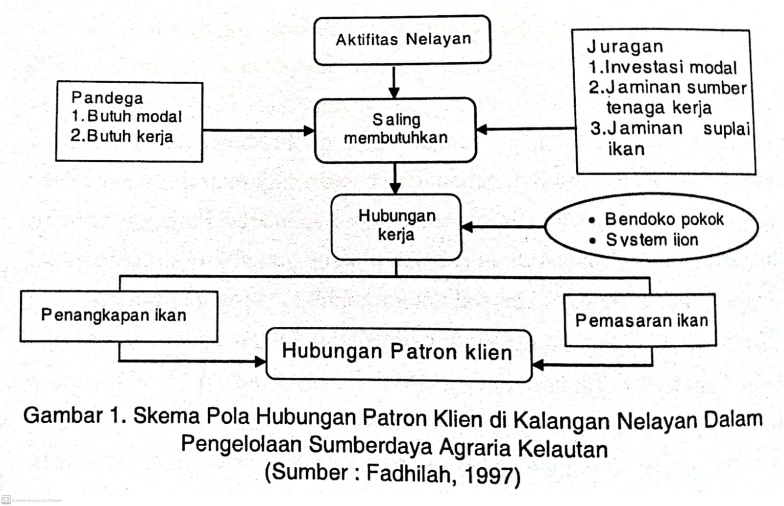 Aktifitas Nelayan
Juragan
1.Investasi modal
2.Jaminan sumber
tenaga kerja
3.Jaminan suplai
ikan
Pandega
1.Butuh modal
2.Butuh kerja
Saling
membutuhkan
Hubungan
kerja
• Bendoko pokok
• System ijon
Penangkapan ikan
Pemasaran ikan
Hubungan Patron klien
Gambar 1. Skema Pola Hubungan Patron Klien di Kalangan Nelayan Dalam
Pengelolaan Sumberdaya Agraria Kelautan
(Sumber : Fadhilah, 1997)